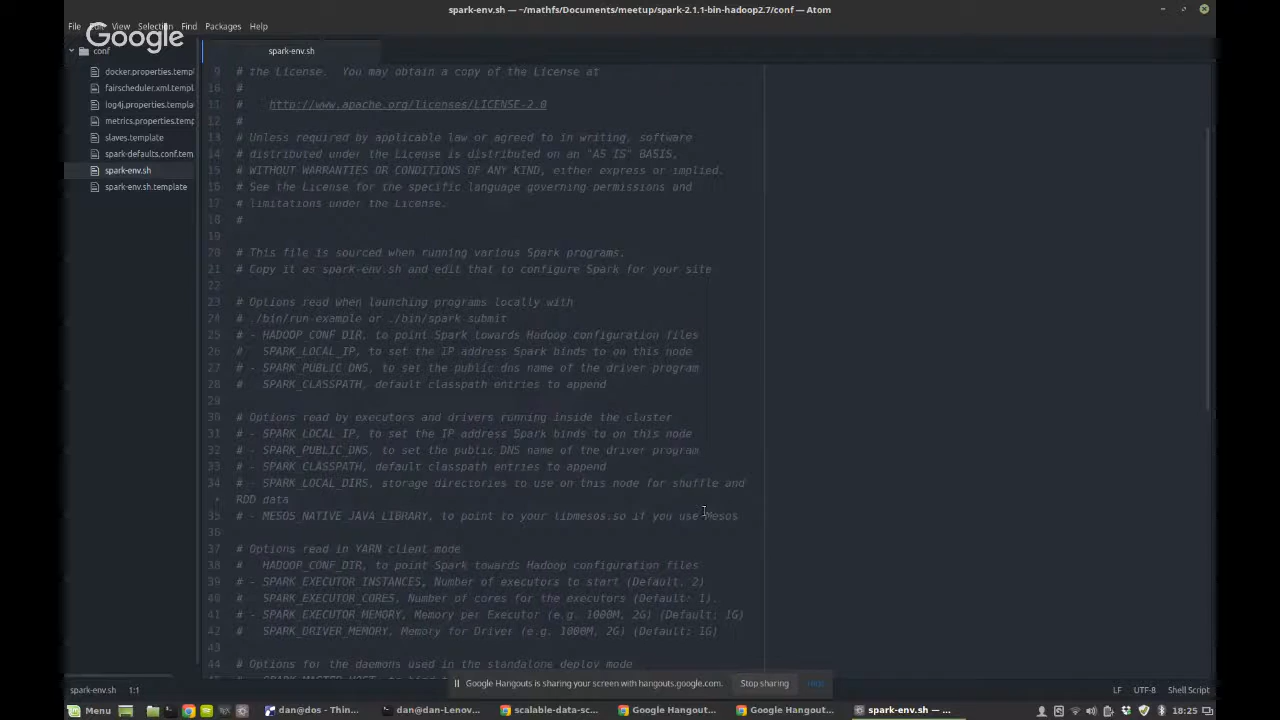 spark-env.sh — ~/mathfs/Documents/meetup/spark-2.1.1-bin-hadoop2.7/conf — Atom
File Edit View Selection Find Packages Help
Google
conf
spark-env.sh
docker.properties.templ
fairscheduler.xml.templ
log4j.properties.templa
metrics.properties.temp
slaves.template
spark-defaults.conf.tem
spark-env.sh
spark-env.sh.template
9 # the License. You may obtain a copy of the License at
10 #
11 # http://www.apache.org/licenses/LICENSE-2.0
12 #
13 # Unless required by applicable law or agreed to in writing, software
14 # distributed under the License is distributed on an "AS IS" BASIS,
15 # WITHOUT WARRANTIES OR CONDITIONS OF ANY KIND, either express or implied.
16 # See the License for the specific language governing permissions and
17 # limitations under the License.
18 #
19
20 # This file is sourced when running various Spark programs.
21 # Copy it as spark-env.sh and edit that to configure Spark for your site
22
23 # Options read when launching programs locally with
24 # ./bin/run-example or ./bin/spark-submit
25 # - HADOOP_CONF_DIR, to point Spark towards Hadoop configuration files
26 # SPARK_LOCAL_IP, to set the IP address Spark binds to on this node
27 # - SPARK_PUBLIC_DNS, to set the public dns name of the driver program
28 # SPARK_CLASSPATH, default classpath entries to append
29
30 # Options read by executors and drivers running inside the cluster
31 # - SPARK_LOCAL_IP, to set the IP address Spark binds to on this node
32 # - SPARK_PUBLIC_DNS, to set the public DNS name of the driver program
33 # - SPARK_CLASSPATH, default classpath entries to append
34 # - SPARK_LOCAL_DIRS, storage directories to use on this node for shuffle and
• RDD data
35 # - MESOS_NATIVE_JAVA_LIBRARY, to point to your libmesos.so if you use Mesos
36
37 # Options read in YARN client mode
38 # HADOOP_CONF_DIR, to point Spark towards Hadoop configuration files
39 # - SPARK_EXECUTOR_INSTANCES, Number of executors to start (Default: 2)
40 # SPARK_EXECUTOR_CORES, Number of cores for the executors (Default: 1).
41 # - SPARK_EXECUTOR_MEMORY, Memory per Executor (e.g. 1000M, 2G) (Default: 1G)
42 # SPARK_DRIVER_MEMORY, Memory for Driver (e.g. 1000M, 2G) (Default: 1G)
43
44 # Options for the daemons used in the standalone deploy mode
Google Hangouts is sharing your screen with hangouts.google.com. Stop sharing Hide
spark-env.sh 1:1 LF UTF-8 Shell Script
Menu dan@dos - Thin... dan@dan-Lenov... scalable-data-sc... Google Hangout... Google Hangout... spark-env.sh — ... 18:25